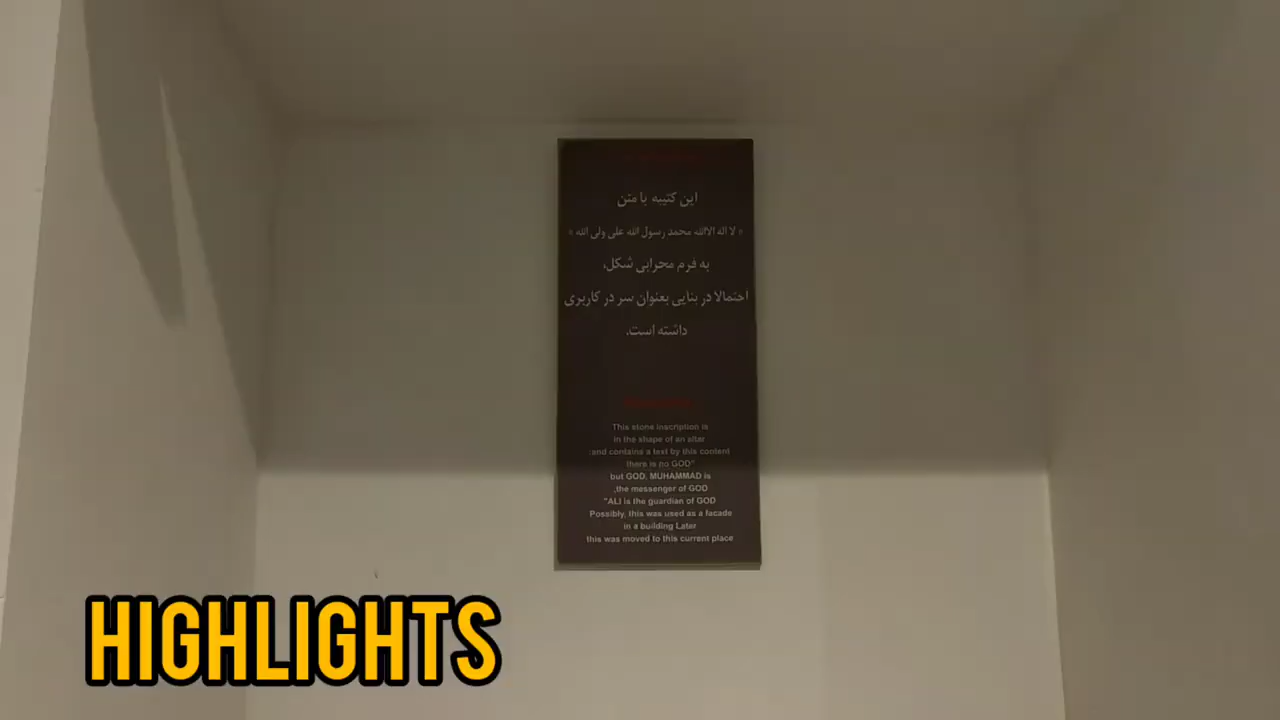 این کتیبه با متن
« لا اله الاالله محمد رسول الله علی ولی الله »
به فرم محرابی شکل،
احتمالا در بنایی بعنوان سر در کاربری
داشته است.
This stone inscription is
in the shape of an altar
:and contains a text by this content
there is no GOD"
but GOD, MUHAMMAD is
,the messenger of GOD
"ALI is the guardian of GOD
Possibly, this was used as a facade
in a building Later
this was moved to this current place
HIGHLIGHTS